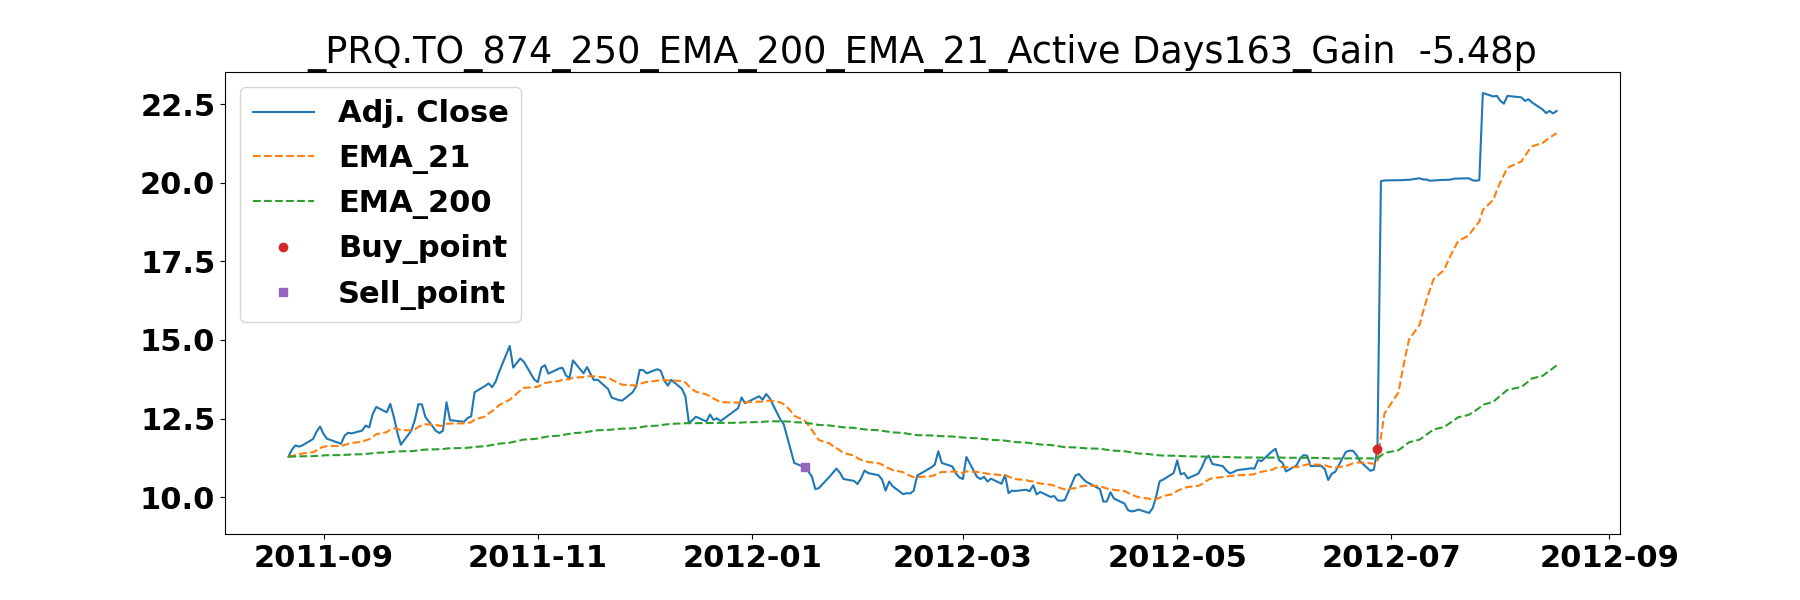 _PRQ.TO_874_250_EMA_200_EMA_21_Active Days163_Gain  -5.48p
22.5
20.0
17.5
15.0
12.5
10.0
Adj. Close
EMA_21
EMA_200
Buy_point
Sell_point
2011-09 2011-11 2012-01 2012-03 2012-05 2012-07 2012-09